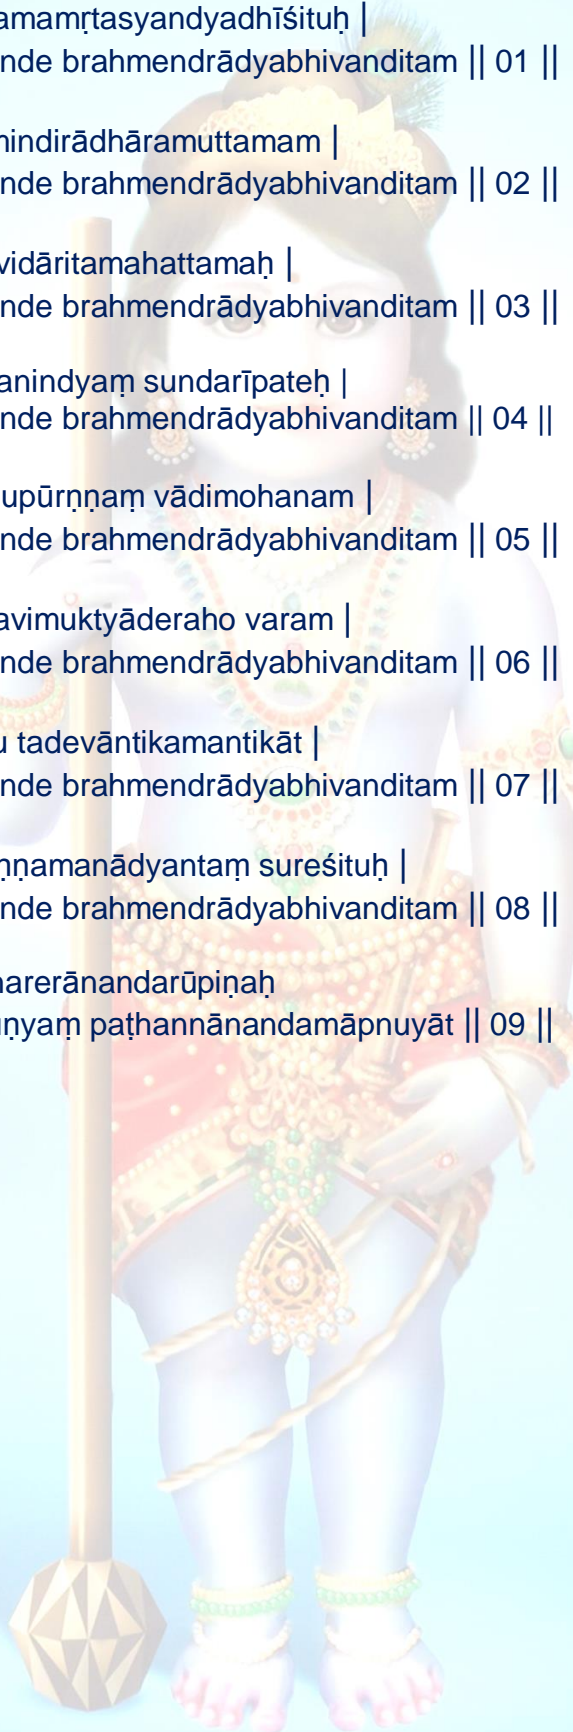 amamṛtasyandyadhīśituḥ |
nde brahmendrādyabhivanditam || 01 ||
mindirādhāramuttamam |
nde brahmendrādyabhivanditam || 02 ||
vidāritamahattamaḥ |
nde brahmendrādyabhivanditam || 03 ||
anindyaṃ sundarīpateḥ |
nde brahmendrādyabhivanditam || 04 ||
upūrṇṇaṃ vādimohanam |
nde brahmendrādyabhivanditam || 05 ||
avimuktyāderaho varam |
nde brahmendrādyabhivanditam || 06 ||
u tadevāntikamantikāt |
nde brahmendrādyabhivanditam || 07 ||
ṇṇamanādyantaṃ sureśituḥ |
nde brahmendrādyabhivanditam || 08 ||
harerānandarūpiṇaḥ
uṇyaṃ paṭhannānandamāpnuyāt || 09 ||